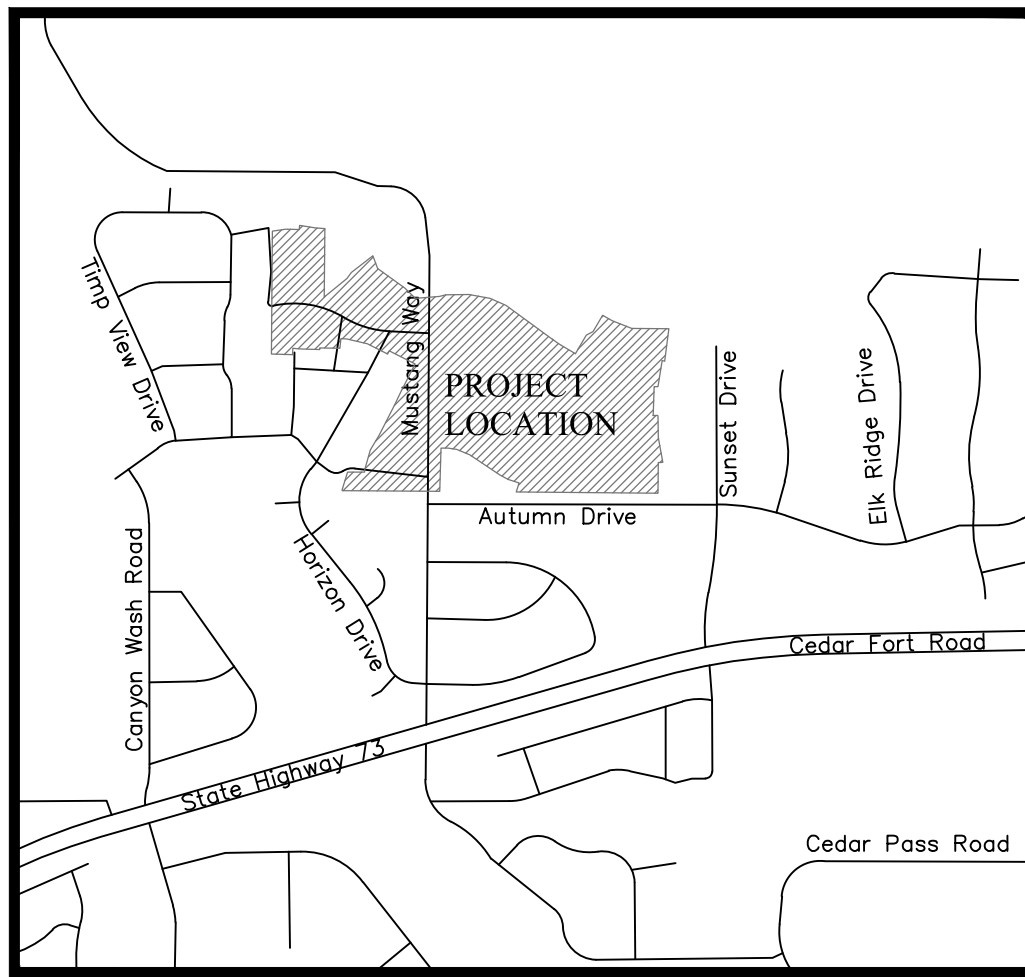 Timp View Drive
Mustang Way
PROJECT
LOCATION
Sunset Drive
Elk Ridge Drive
Autumn Drive
Canyon Wash Road
Horizon Drive
Cedar Fort Road
State Highway 73
Cedar Pass Road